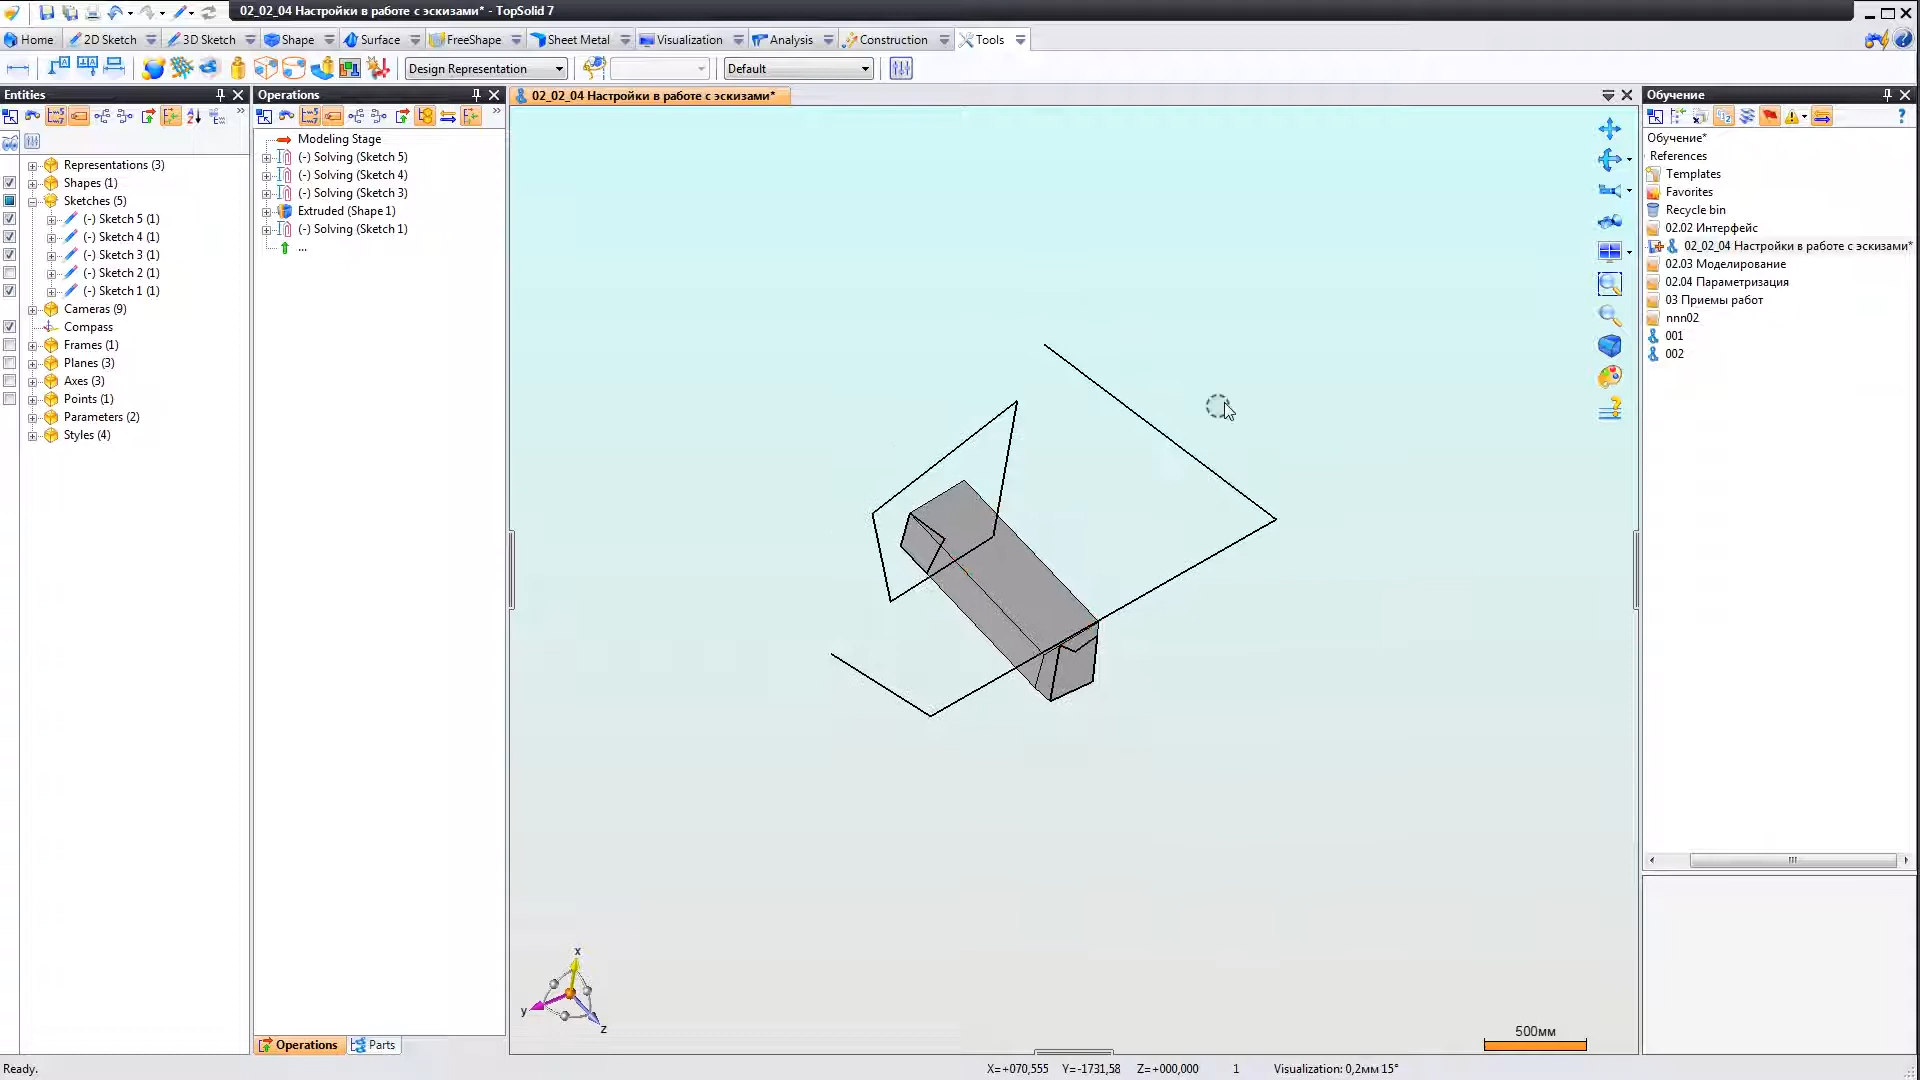 02_02_04 Настройки в работе с эскизами* - TopSolid 7
Home 2D Sketch 3D Sketch Shape Surface FreeShape Sheet Metal Visualization Analysis Construction Tools
Design Representation Default
Entities
Representations (3)
Shapes (1)
Sketches (5)
(-) Sketch 5 (1)
(-) Sketch 4 (1)
(-) Sketch 3 (1)
(-) Sketch 2 (1)
(-) Sketch 1 (1)
Cameras (9)
Compass
Frames (1)
Planes (3)
Axes (3)
Points (1)
Parameters (2)
Styles (4)
Operations
Modeling Stage
(-) Solving (Sketch 5)
(-) Solving (Sketch 4)
(-) Solving (Sketch 3)
Extruded (Shape 1)
(-) Solving (Sketch 1)
...
Operations Parts
02_02_04 Настройки в работе с эскизами*
x
y
z
500мм
Обучение
Обучение*
References
Templates
Favorites
Recycle bin
02.02 Интерфейс
02_02_04 Настройки в работе с эскизами*
02.03 Моделирование
02.04 Параметризация
03 Приемы работ
nnn02
001
002
Ready.
X=+070,555 Y=-1731,58 Z=+000,000 1 Visualization: 0,2мм 15°